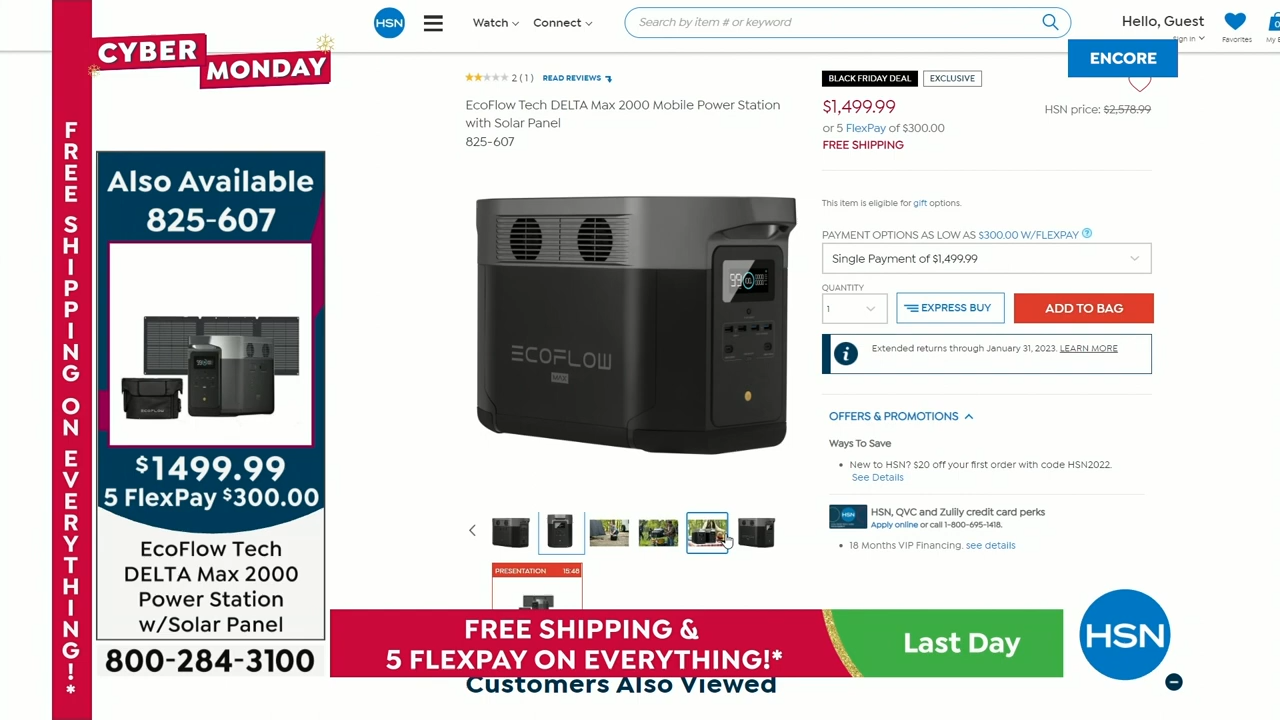 CYBER
MONDAY
FREE SHIPPING ON EVERYTHING!*
Also Available
825-607
$1499.99
5 FlexPay $300.00
EcoFlow Tech
DELTA Max 2000
Power Station
w/Solar Panel
800-284-3100
HSN
Watch
Connect
Search by item # or keyword
Hello, Guest
Sign in
Favorites
ENCORE
2 (1) READ REVIEWS
EcoFlow Tech DELTA Max 2000 Mobile Power Station
with Solar Panel
825-607
ECOFLOW
MAX
99
PRESENTATION 15:48
BLACK FRIDAY DEAL
EXCLUSIVE
$1,499.99
HSN price: $2,578.99
or 5 FlexPay of $300.00
FREE SHIPPING
This item is eligible for gift options.
PAYMENT OPTIONS AS LOW AS $300.00 W/FLEXPAY
Single Payment of $1,499.99
QUANTITY
1
EXPRESS BUY
ADD TO BAG
Extended returns through January 31, 2023. LEARN MORE
OFFERS & PROMOTIONS
Ways To Save
• New to HSN? $20 off your first order with code HSN2022.
See Details
HSN, QVC and Zulily credit card perks
Apply online or call 1-800-695-1418.
• 18 Months VIP Financing. see details
FREE SHIPPING &
5 FLEXPAY ON EVERYTHING!*
Last Day
HSN
Customers Also Viewed